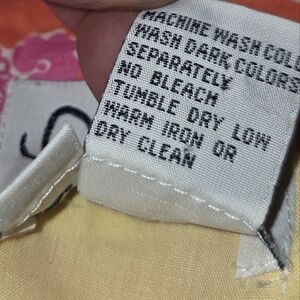 MACHINE WASH COLD
WASH DARK COLORS
SEPARATELY
NO BLEACH
TUMBLE DRY LOW
WARM IRON OR
DRY CLEAN